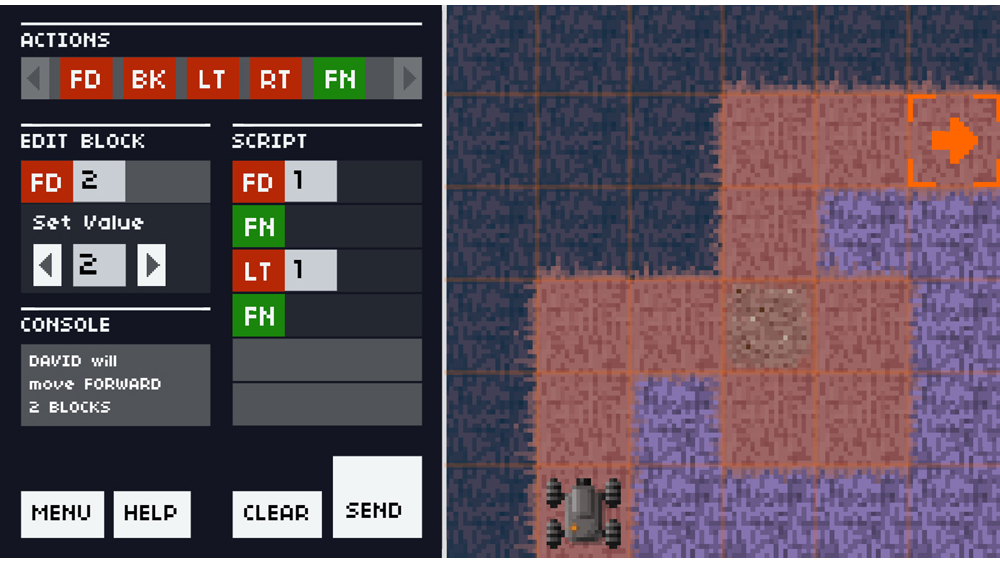 ACTIONS
FD BK LT RT FN
EDIT BLOCK
FD 2
Set Value
2
CONSOLE
DAVID will
move FORWARD
2 BLOCKS
MENU HELP
SCRIPT
FD 1
FN
LT 1
FN
CLEAR SEND